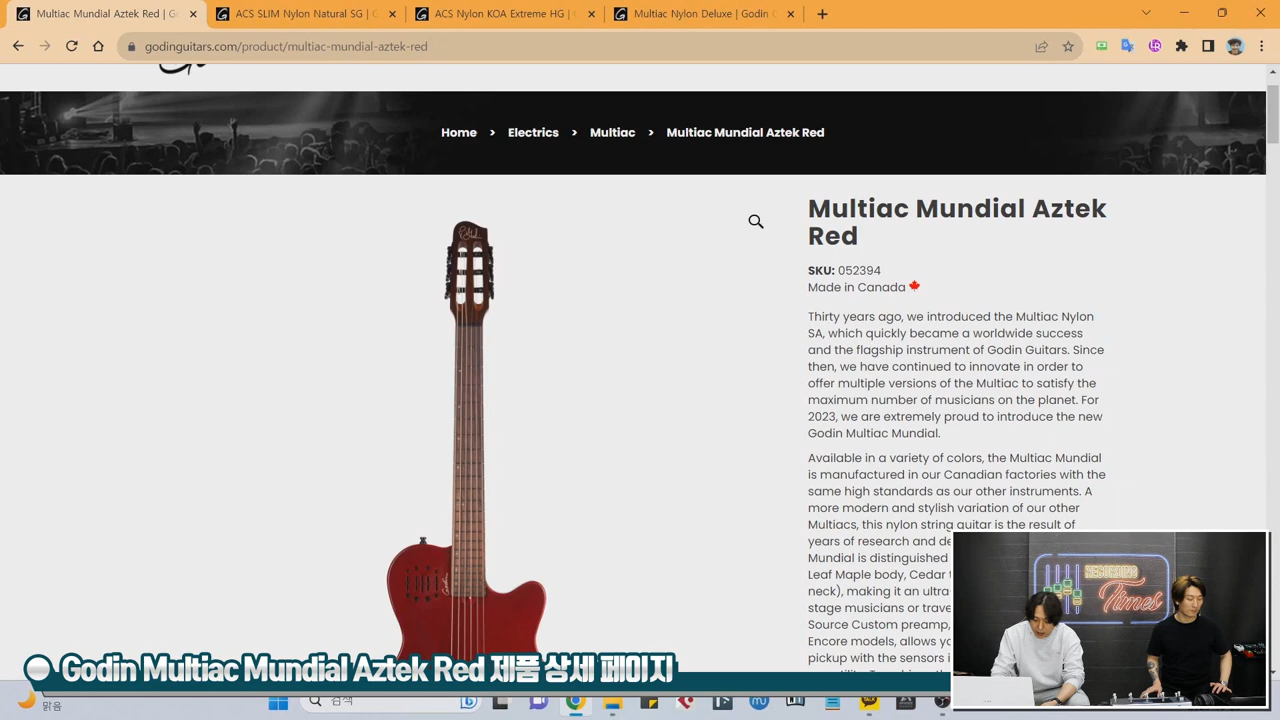 Multiac Mundial Aztek Red | G
ACS SLIM Nylon Natural SG | G
ACS Nylon KOA Extreme HG |
Multiac Nylon Deluxe | Godin G
godinguitars.com/product/multiac-mundial-aztek-red
Home > Electrics > Multiac > Multiac Mundial Aztek Red
Multiac Mundial Aztek
Red
SKU: 052394
Made in Canada
Thirty years ago, we introduced the Multiac Nylon
SA, which quickly became a worldwide success
and the flagship instrument of Godin Guitars. Since
then, we have continued to innovate in order to
offer multiple versions of the Multiac to satisfy the
maximum number of musicians on the planet. For
2023, we are extremely proud to introduce the new
Godin Multiac Mundial.
Available in a variety of colors, the Multiac Mundial
is manufactured in our Canadian factories with the
same high standards as our other instruments. A
more modern and stylish variation of our other
Multiacs, this nylon string guitar is the result of
years of research and de
Mundial is distinguished
Leaf Maple body, Cedar t
neck), making it an ultra-
stage musicians or trave
Source Custom preamp,
Encore models, allows yo
pickup with the sensors i
RECORDING
Times
Godin Multiac Mundial Aztek Red 제품 상세 페이지
맑음
검색